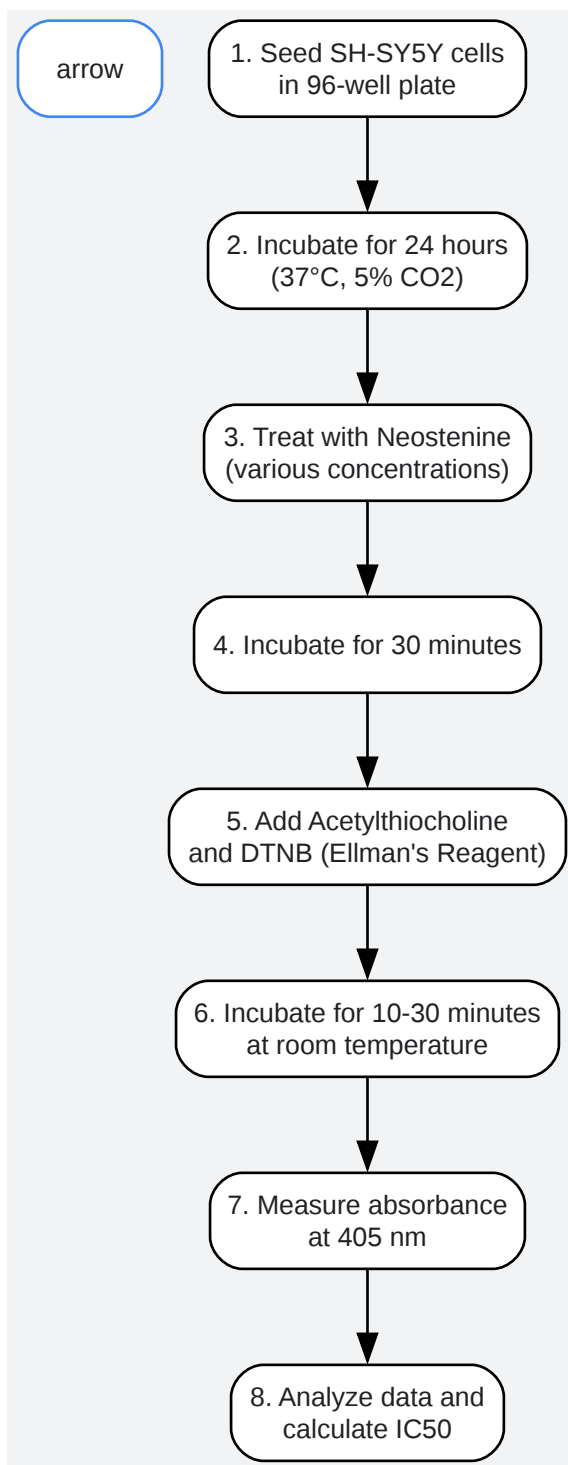 arrow
1. Seed SH-SY5Y cells
in 96-well plate
2. Incubate for 24 hours
(37°C, 5% CO2)
3. Treat with Neostenine
(various concentrations)
4. Incubate for 30 minutes
5. Add Acetylthiocholine
and DTNB (Ellman's Reagent)
6. Incubate for 10-30 minutes
at room temperature
7. Measure absorbance
at 405 nm
8. Analyze data and
calculate IC50